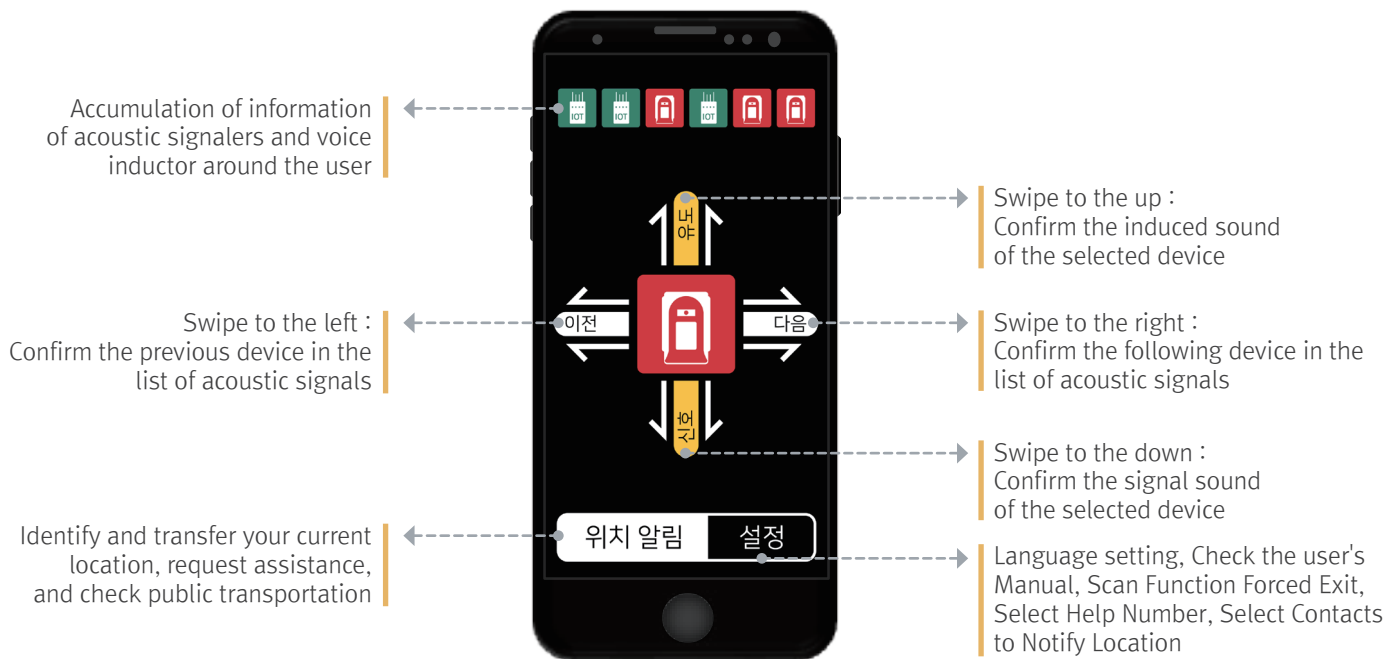 IOT
IOT
IOT
Accumulation of information
of acoustic signalers and voice
inductor around the user
유도
Swipe to the up :
Confirm the induced sound
of the selected device
Swipe to the left :
Confirm the previous device in the
list of acoustic signals
이전
다음
Swipe to the right :
Confirm the following device in the
list of acoustic signals
신호
Swipe to the down :
Confirm the signal sound
of the selected device
Identify and transfer your current
location, request assistance,
and check public transportation
위치 알림
설정
Language setting, Check the user's
Manual, Scan Function Forced Exit,
Select Help Number, Select Contacts
to Notify Location